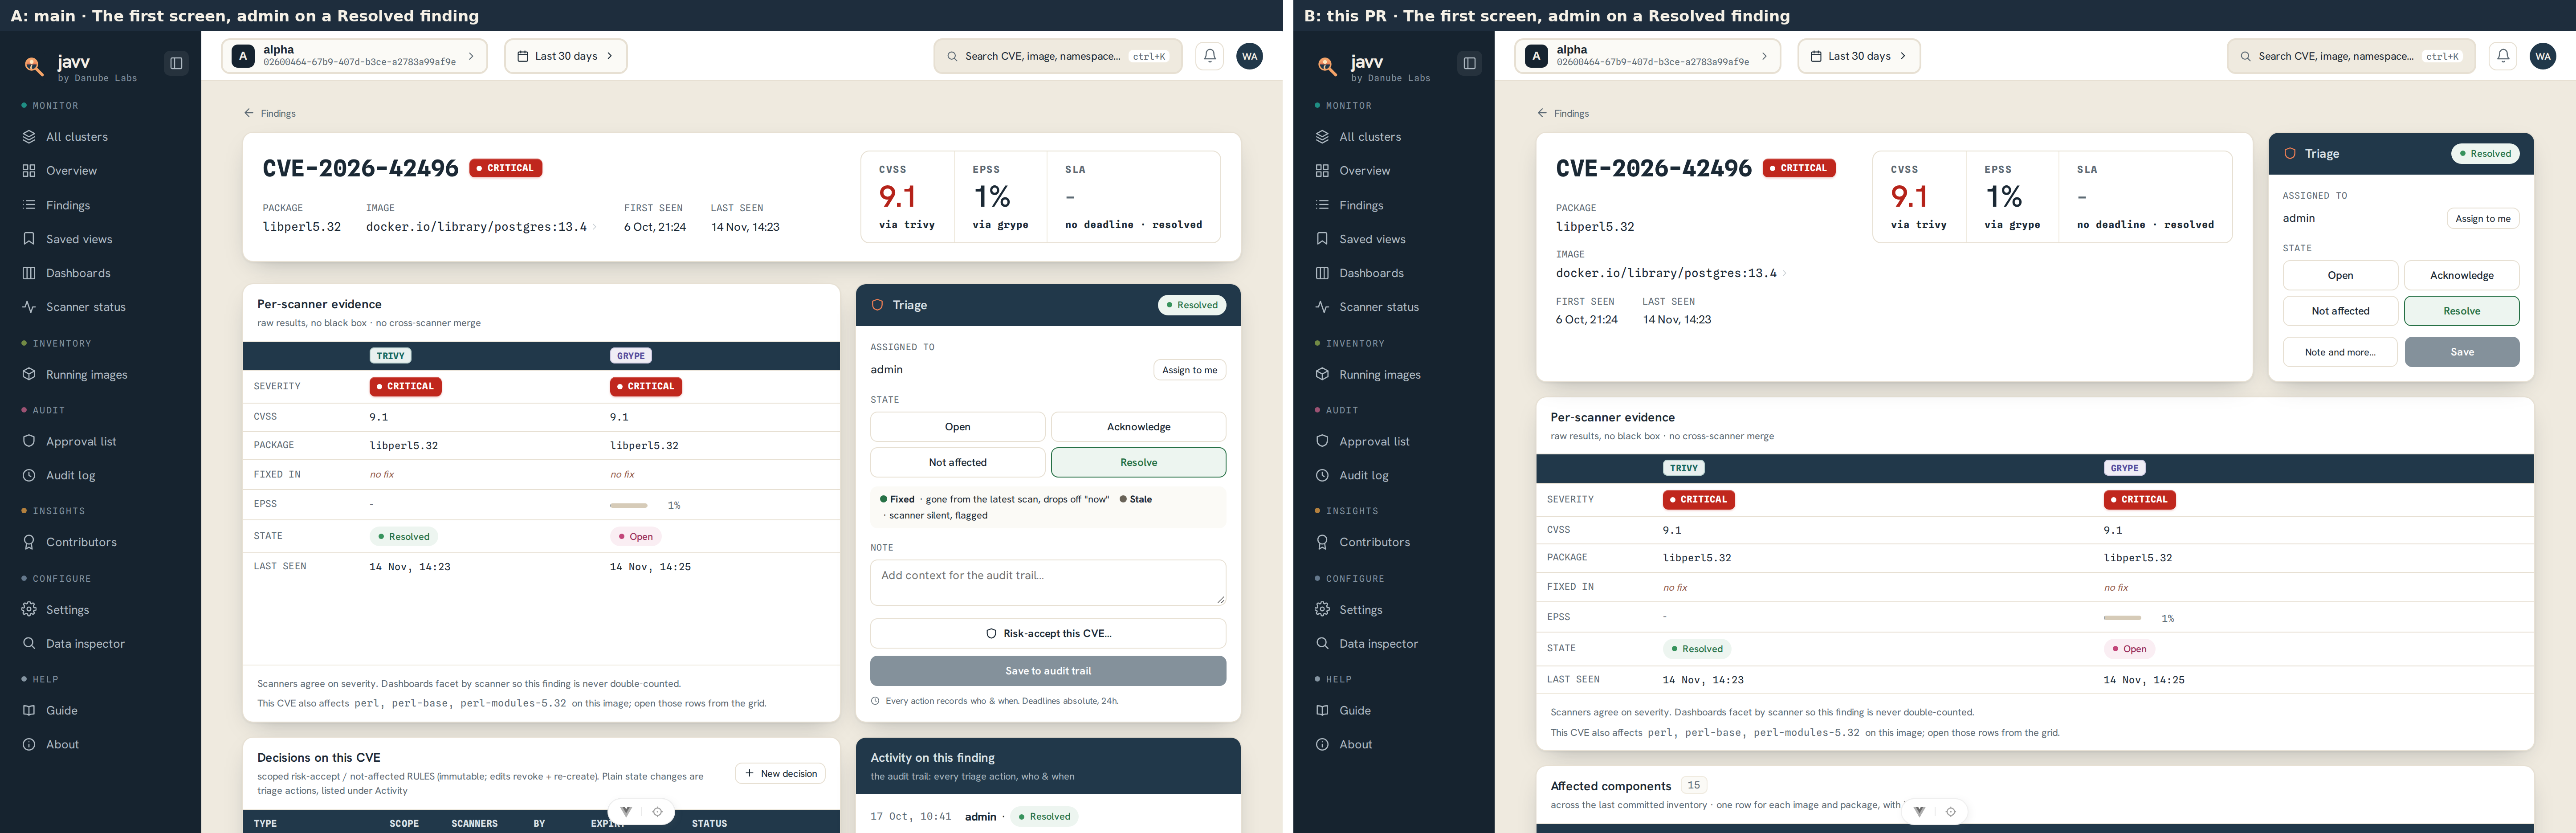 A: main · The first screen, admin on a Resolved finding
javv
by Danube Labs
MONITOR
All clusters
Overview
Findings
Saved views
Dashboards
Scanner status
INVENTORY
Running images
AUDIT
Approval list
Audit log
INSIGHTS
Contributors
CONFIGURE
Settings
Data inspector
HELP
Guide
About
A alpha
02600464-67b9-407d-b3ce-a2783a99af9e
Last 30 days
Search CVE, image, namespace... ctrl+K
WA
Findings
CVE-2026-42496 CRITICAL
PACKAGE IMAGE FIRST SEEN LAST SEEN
libperl5.32 docker.io/library/postgres:13.4 6 Oct, 21:24 14 Nov, 14:23
CVSS EPSS SLA
9.1 1% -
via trivy via grype no deadline · resolved
Per-scanner evidence
raw results, no black box · no cross-scanner merge
TRIVY GRYPE
SEVERITY CRITICAL CRITICAL
CVSS 9.1 9.1
PACKAGE libperl5.32 libperl5.32
FIXED IN no fix no fix
EPSS - 1%
STATE Resolved Open
LAST SEEN 14 Nov, 14:23 14 Nov, 14:25
Scanners agree on severity. Dashboards facet by scanner so this finding is never double-counted.
This CVE also affects perl, perl-base, perl-modules-5.32 on this image; open those rows from the grid.
Triage Resolved
ASSIGNED TO
admin Assign to me
STATE
Open Acknowledge
Not affected Resolve
Fixed · gone from the latest scan, drops off "now" Stale
· scanner silent, flagged
NOTE
Add context for the audit trail...
Risk-accept this CVE...
Save to audit trail
Every action records who & when. Deadlines absolute, 24h.
Decisions on this CVE
scoped risk-accept / not-affected RULES (immutable; edits revoke + re-create). Plain state changes are
triage actions, listed under Activity
New decision
TYPE SCOPE SCANNERS BY STATUS
Activity on this finding
the audit trail: every triage action, who & when
17 Oct, 10:41 admin · Resolved
B: this PR · The first screen, admin on a Resolved finding
javv
by Danube Labs
MONITOR
All clusters
Overview
Findings
Saved views
Dashboards
Scanner status
INVENTORY
Running images
AUDIT
Approval list
Audit log
INSIGHTS
Contributors
CONFIGURE
Settings
Data inspector
HELP
Guide
About
A alpha
02600464-67b9-407d-b3ce-a2783a99af9e
Last 30 days
Search CVE, image, namespace... ctrl+K
WA
Findings
CVE-2026-42496 CRITICAL
PACKAGE
libperl5.32
IMAGE
docker.io/library/postgres:13.4
FIRST SEEN LAST SEEN
6 Oct, 21:24 14 Nov, 14:23
CVSS EPSS SLA
9.1 1% -
via trivy via grype no deadline · resolved
Triage Resolved
ASSIGNED TO
admin Assign to me
STATE
Open Acknowledge
Not affected Resolve
Note and more... Save
Per-scanner evidence
raw results, no black box · no cross-scanner merge
TRIVY GRYPE
SEVERITY CRITICAL CRITICAL
CVSS 9.1 9.1
PACKAGE libperl5.32 libperl5.32
FIXED IN no fix no fix
EPSS - 1%
STATE Resolved Open
LAST SEEN 14 Nov, 14:23 14 Nov, 14:25
Scanners agree on severity. Dashboards facet by scanner so this finding is never double-counted.
This CVE also affects perl, perl-base, perl-modules-5.32 on this image; open those rows from the grid.
Affected components 15
across the last committed inventory · one row for each image and package, with